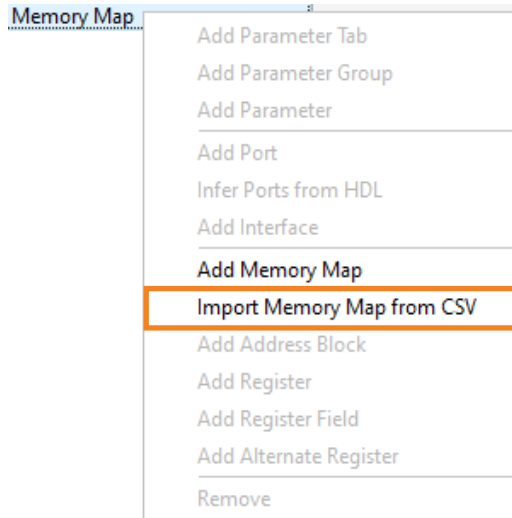 Memory Map
Add Parameter Tab
Add Parameter Group
Add Parameter
Add Port
Infer Ports from HDL
Add Interface
Add Memory Map
Import Memory Map from CSV
Add Address Block
Add Register
Add Register Field
Add Alternate Register
Remove